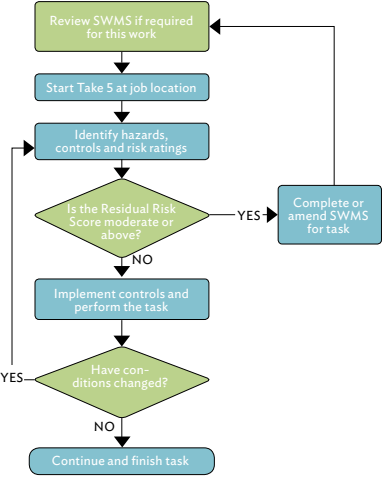 Review SWMS if required
for this work
Start Take 5 at job location
Identify hazards,
controls and risk ratings
Is the Residual Risk
Score moderate or
above?
YES
Complete or
amend SWMS
for task
NO
Implement controls and
perform the task
Have con-
ditions changed?
YES
NO
Continue and finish task